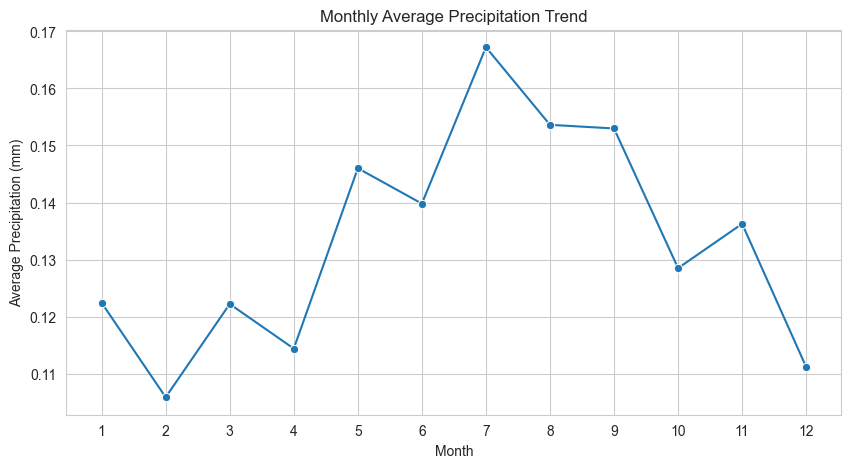 Monthly Average Precipitation Trend
0.17
0.16
0.15
0.14
0.13
0.12
0.11
Average Precipitation (mm)
1 2 3 4 5 6 7 8 9 10 11 12
Month